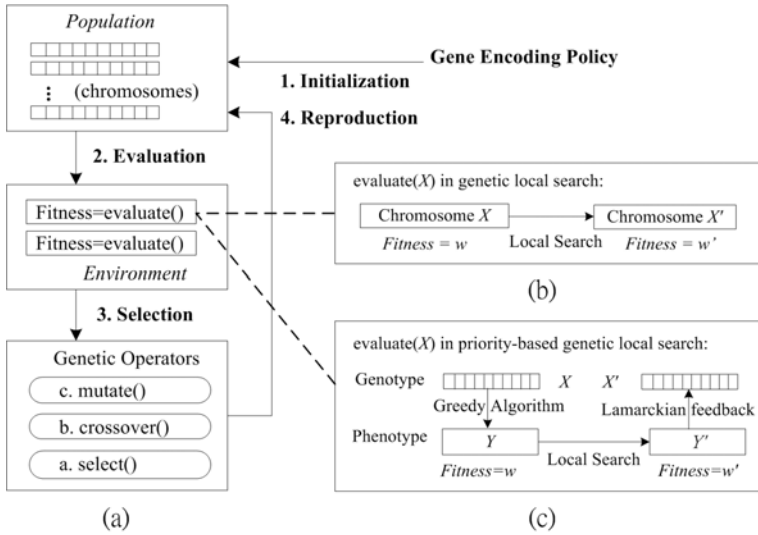 Population
(chromosomes)
Gene Encoding Policy
1. Initialization
4. Reproduction
2. Evaluation
Fitness=evaluate()
Fitness=evaluate()
Environment
3. Selection
Genetic Operators
c. mutate()
b. crossover()
a. select()
(a)
evaluate(X) in genetic local search:
Chromosome X
Chromosome X'
Fitness = w
Local Search
Fitness = w'
(b)
evaluate(X) in priority-based genetic local search:
Genotype
X
X'
Greedy Algorithm
Lamarckian feedback
Phenotype
Y
Y'
Local Search
Fitness=w
Fitness=w'
(c)